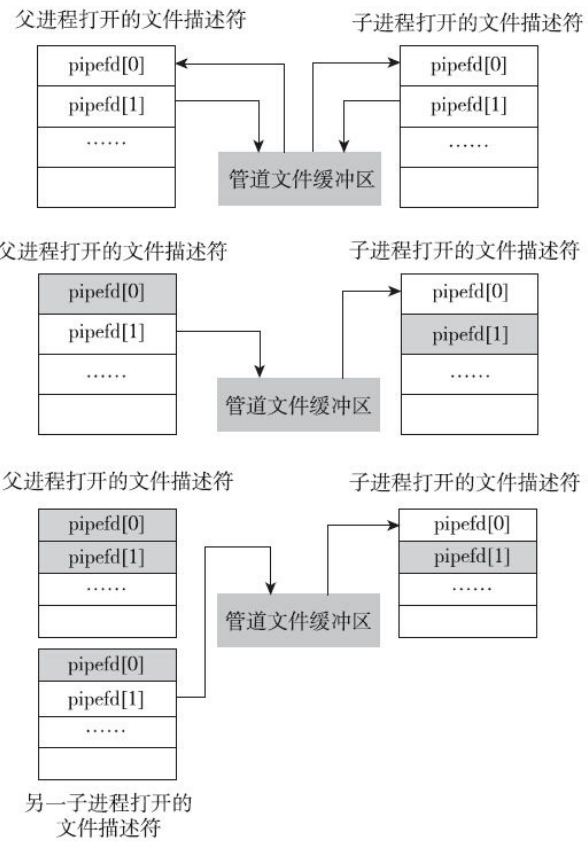 父进程打开的文件描述符
子进程打开的文件描述符
pipefd[0]
pipefd[1]
……
pipefd[0]
pipefd[1]
……
管道文件缓冲区
父进程打开的文件描述符
子进程打开的文件描述符
pipefd[0]
pipefd[1]
……
pipefd[0]
pipefd[1]
……
管道文件缓冲区
父进程打开的文件描述符
子进程打开的文件描述符
pipefd[0]
pipefd[1]
……
pipefd[0]
pipefd[1]
……
管道文件缓冲区
pipefd[0]
pipefd[1]
……
另一子进程打开的
文件描述符